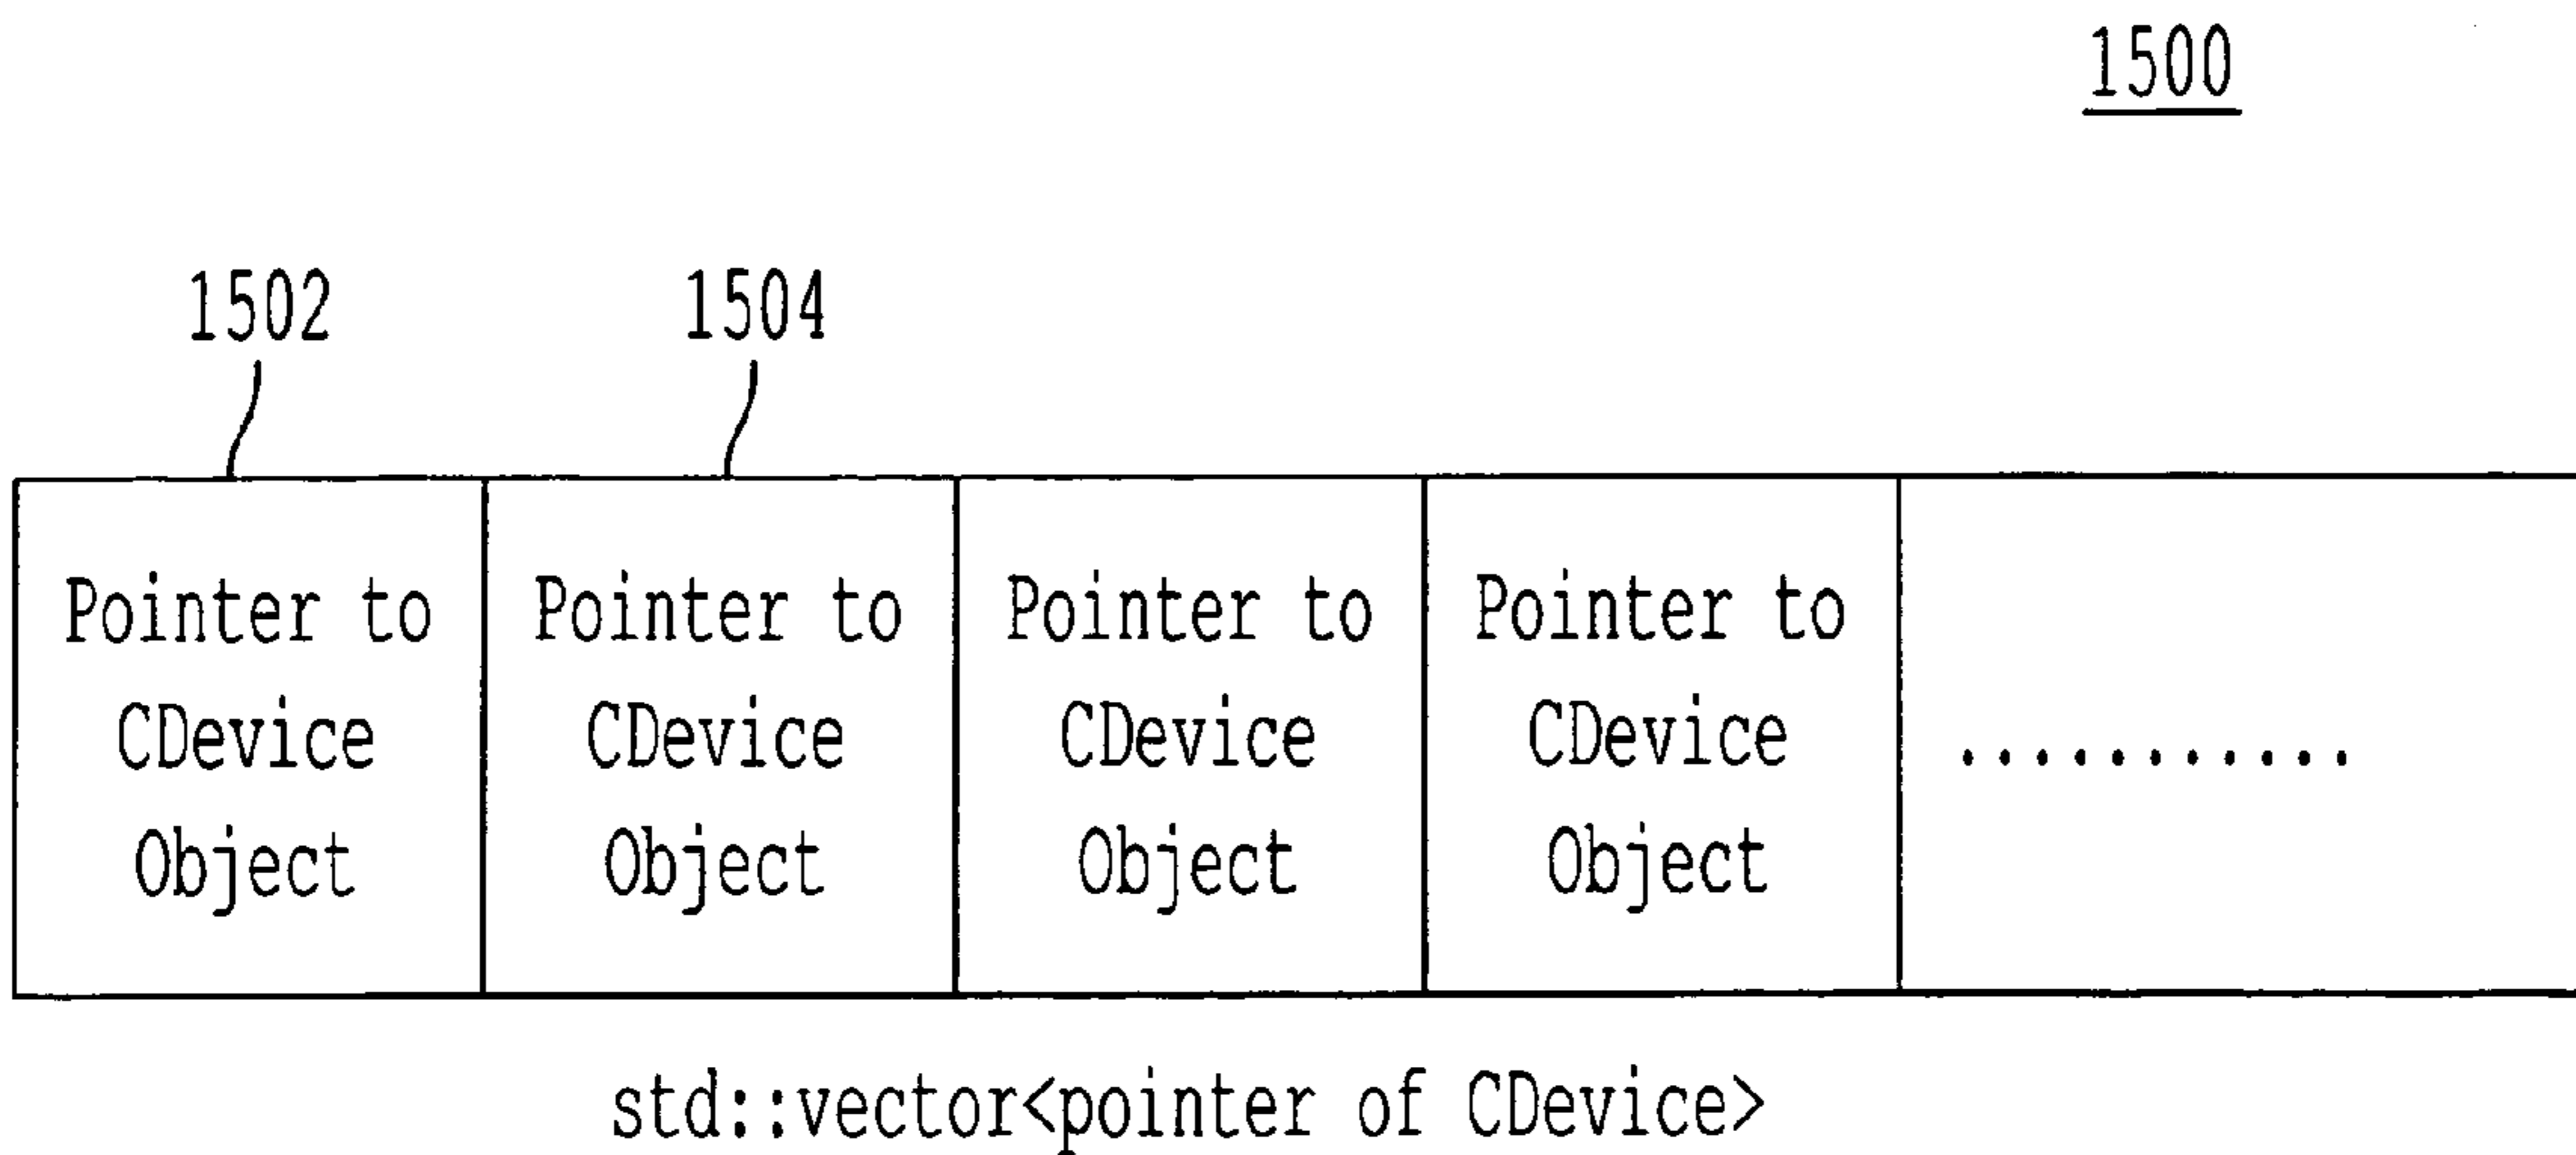 1500
1502 1504
Pointer to Pointer to Pointer to Pointer to
CDevice CDevice CDevice CDevice ...........
Object Object Object Object
std::vector<pointer of CDevice>